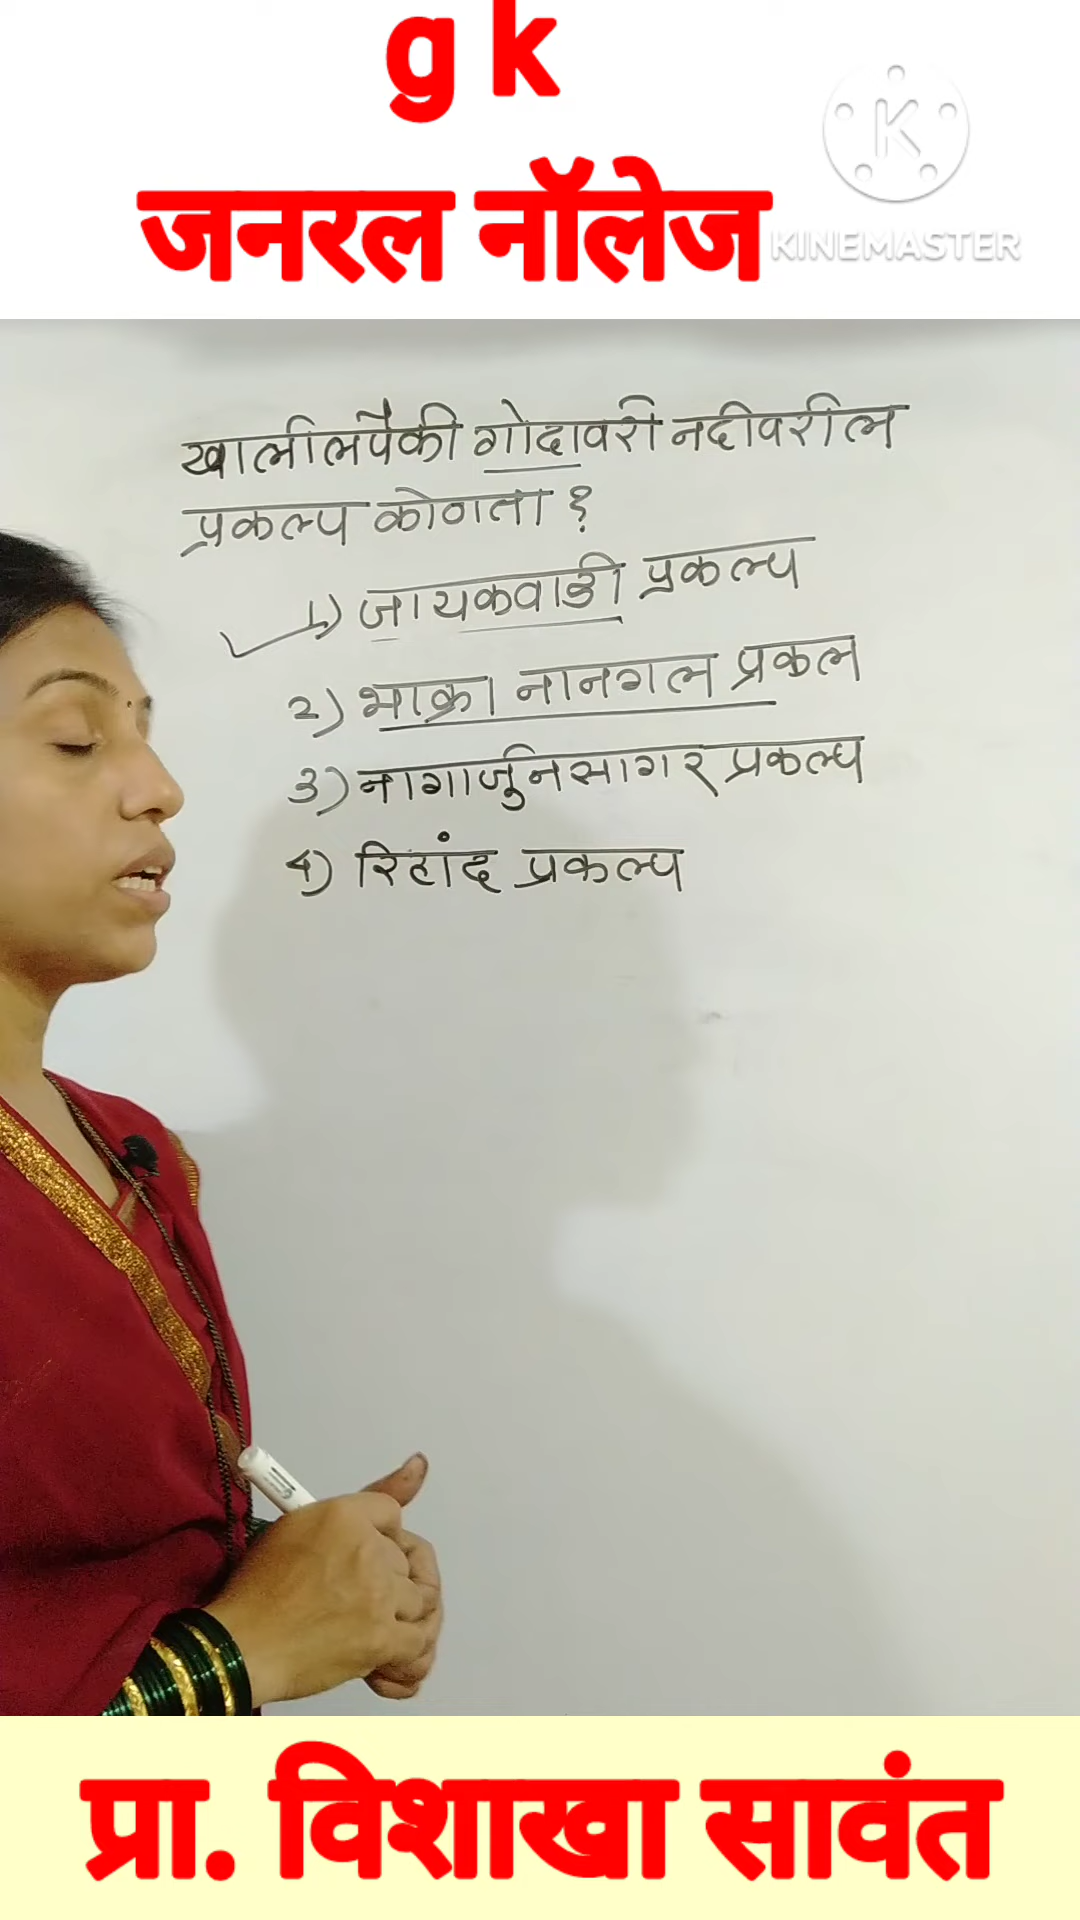 g k
जनरल नॉलेज
KINEMASTER
खालीलपैकी गोदावरी नदीवरील
प्रकल्प कोणता ?
1) जायकवाडी प्रकल्प
2) भाक्रा नानगल प्रकल
3) नागार्जुनसागर प्रकल्प
4) रिहांद प्रकल्प
प्रा. विशाखा सावंत